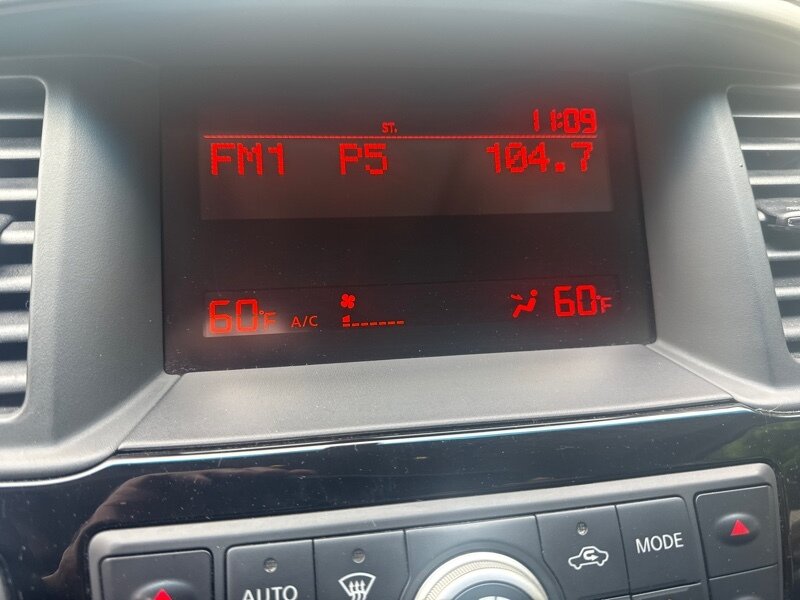 ST. 11:09
FM1 P5 104.7
60°F A/C 60°F
MODE
AUTO